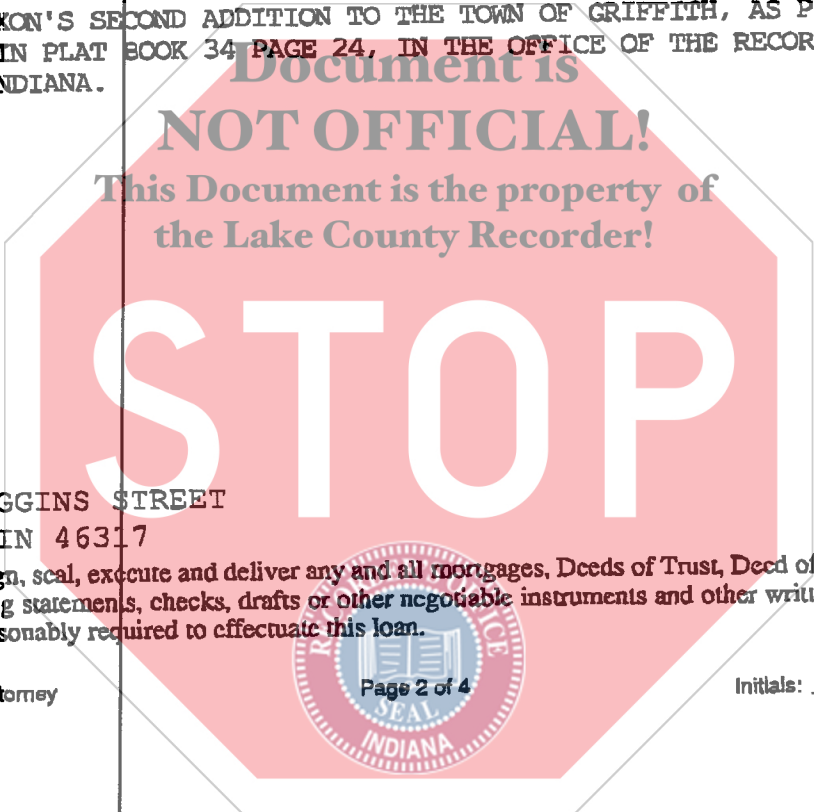 XON'S SECOND ADDITION TO THE TOWN OF GRIFFITH, AS P
IN PLAT BOOK 34 PAGE 24, IN THE OFFICE OF THE RECOR
NDIANA.
Document is
NOT OFFICIAL!
This Document is the property of
the Lake County Recorder!
STOP
GGINS STREET
IN 46317
gn, seal, execute and deliver any and all mortgages, Deeds of Trust, Deed of
g statements, checks, drafts or other negotiable instruments and other writt
sonably required to effectuate this loan.
torney
Page 2 of 4
Initials:
RECORDER'S OFFICE
SEAL
INDIANA